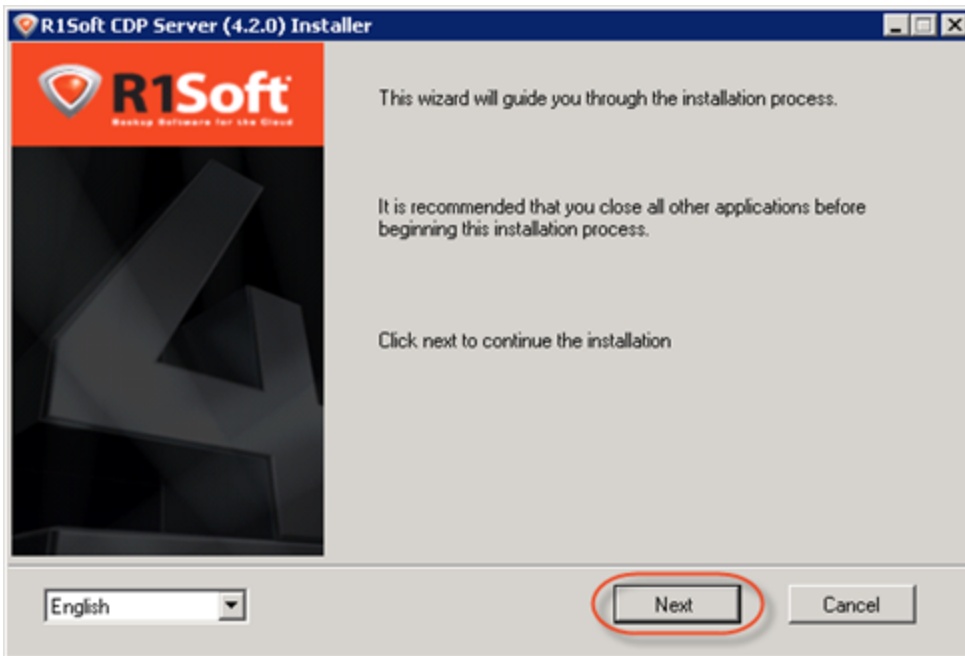 R1Soft CDP Server (4.2.0) Installer
R1Soft
Backup Software for the Cloud
This wizard will guide you through the installation process.
It is recommended that you close all other applications before
beginning this installation process.
Click next to continue the installation
English
Next
Cancel